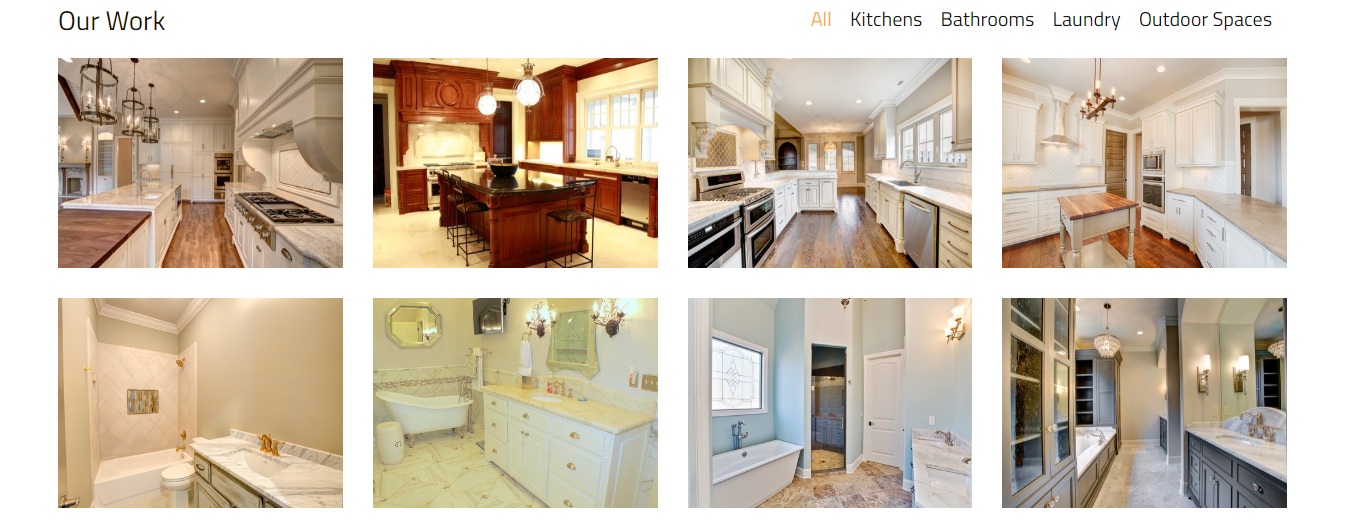 Our Work
All Kitchens Bathrooms Laundry Outdoor Spaces